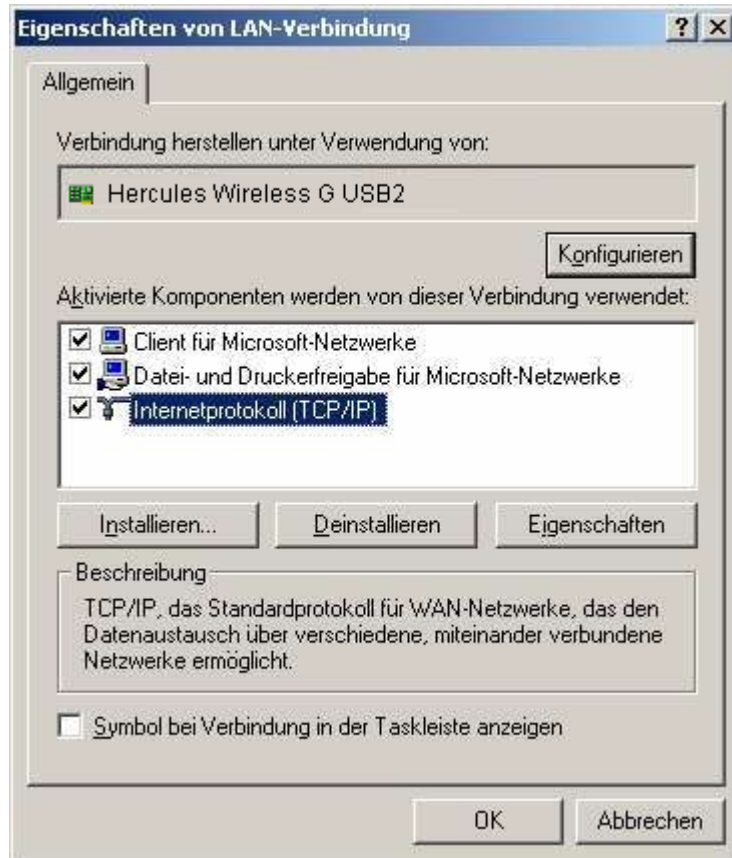 Eigenschaften von LAN-Verbindung
Allgemein
Verbindung herstellen unter Verwendung von:
Hercules Wireless G USB2
Konfigurieren
Aktivierte Komponenten werden von dieser Verbindung verwendet:
Client für Microsoft-Netzwerke
Datei- und Druckerfreigabe für Microsoft-Netzwerke
Internetprotokoll (TCP/IP)
Installieren... Deinstallieren Eigenschaften
Beschreibung
TCP/IP, das Standardprotokoll für WAN-Netzwerke, das den
Datenaustausch über verschiedene, miteinander verbundene
Netzwerke ermöglicht.
Symbol bei Verbindung in der Taskleiste anzeigen
OK Abbrechen